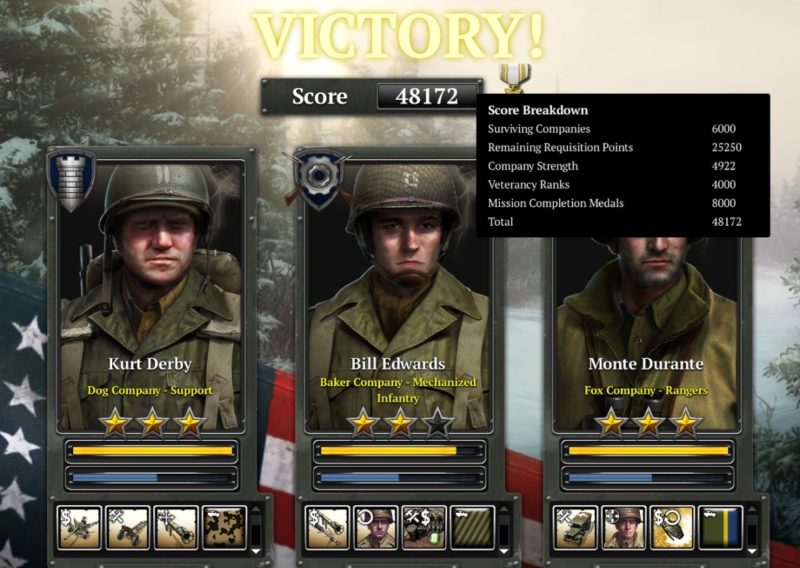 VICTORY!
Score 48172
Score Breakdown
Surviving Companies 6000
Remaining Requisition Points 25250
Company Strength 4922
Veterancy Ranks 4000
Mission Completion Medals 8000
Total 48172
Kurt Derby
Dog Company - Support
Bill Edwards
Baker Company - Mechanized
Infantry
Monte Durante
Fox Company - Rangers